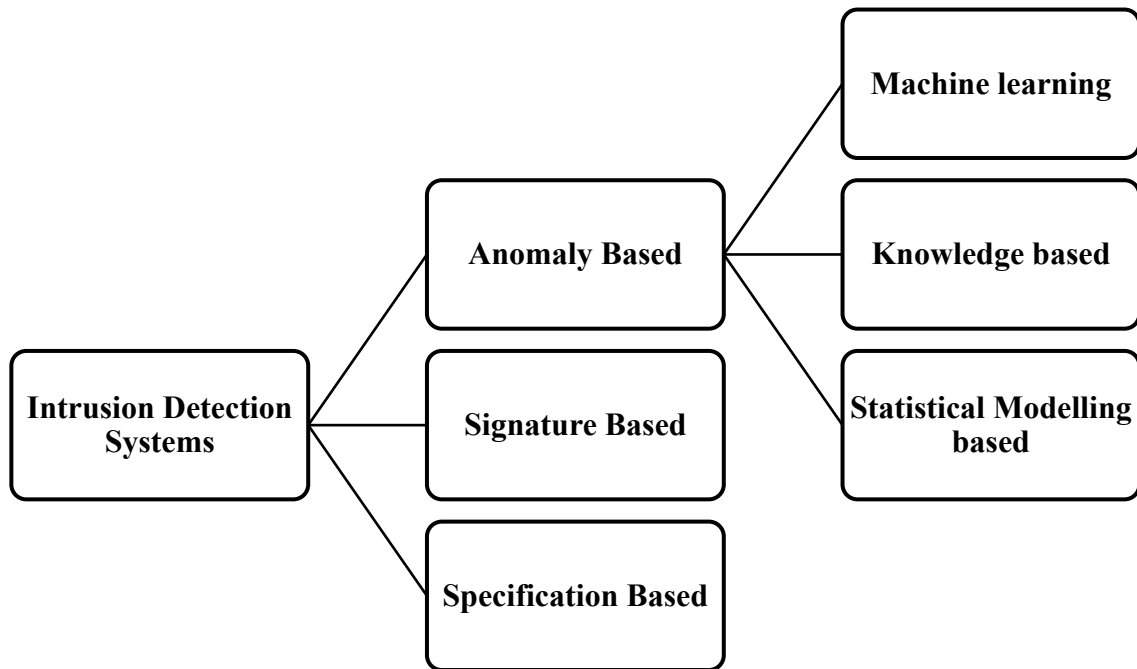 Machine learning
Anomaly Based
Knowledge based
Intrusion Detection
Systems
Signature Based
Statistical Modelling
based
Specification Based